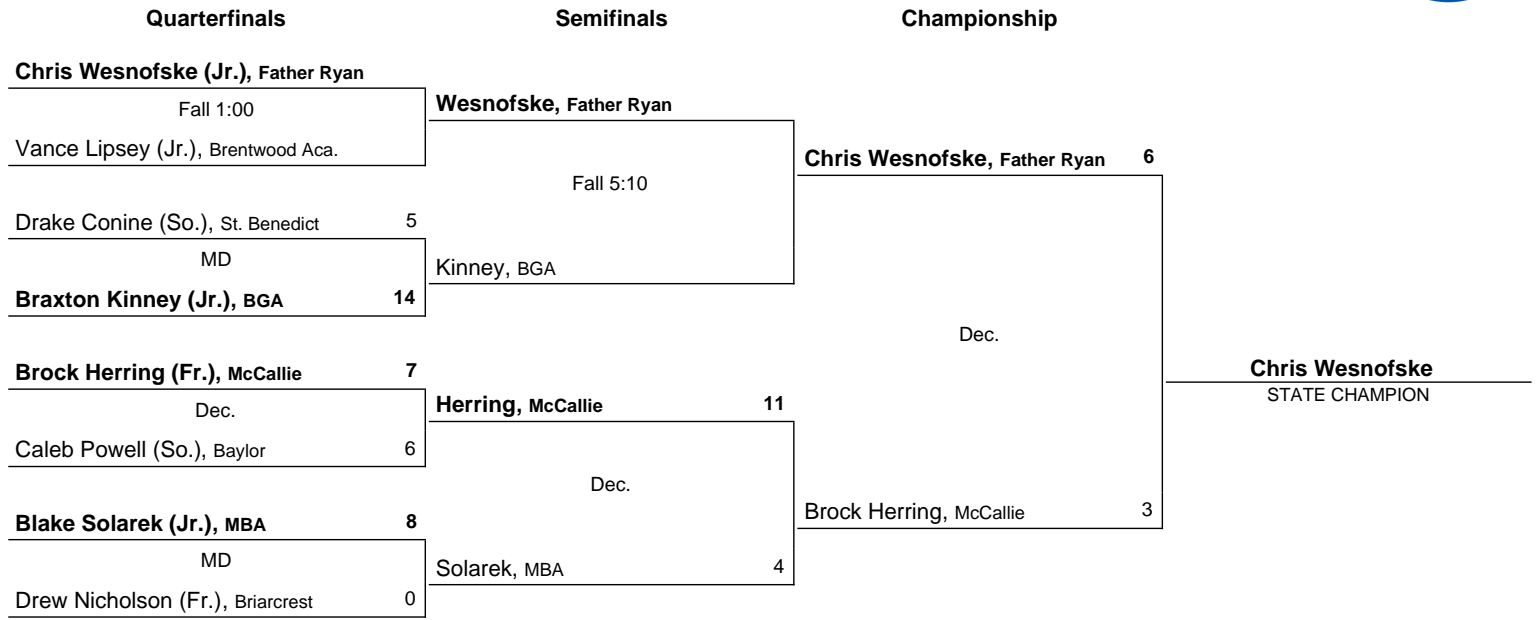 Quarterfinals Semifinals Championship
Chris Wesnofske (Jr.), Father Ryan
Fall 1:00
Vance Lipsey (Jr.), Brentwood Aca.
Drake Conine (So.), St. Benedict 5
MD
Braxton Kinney (Jr.), BGA 14
Brock Herring (Fr.), McCallie 7
Dec.
Caleb Powell (So.), Baylor 6
Blake Solarek (Jr.), MBA 8
MD
Drew Nicholson (Fr.), Briarcrest 0
Wesnofske, Father Ryan
Fall 5:10
Kinney, BGA
Herring, McCallie 11
Dec.
Solarek, MBA 4
Chris Wesnofske, Father Ryan 6
Dec.
Brock Herring, McCallie 3
Chris Wesnofske
STATE CHAMPION